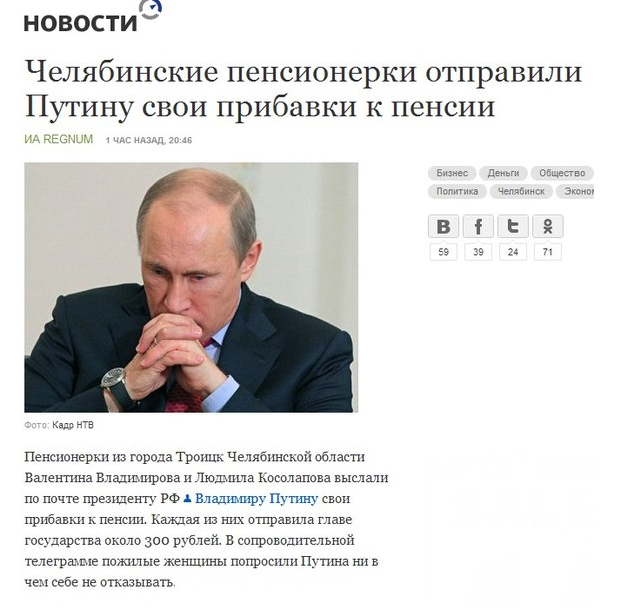 НОВОСТИ
Челябинские пенсионерки отправили
Путину свои прибавки к пенсии
ИА REGNUM 1 ЧАС НАЗАД, 20:46
Бизнес Деньги Общество
Политика Челябинск Эконом
59 39 24 71
Фото: Кадр НТВ
Пенсионерки из города Троицк Челябинской области
Валентина Владимирова и Людмила Косолапова выслали
по почте президенту РФ Владимиру Путину свои
прибавки к пенсии. Каждая из них отправила главе
государства около 300 рублей. В сопроводительной
телеграмме пожилые женщины попросили Путина ни в
чем себе не отказывать.